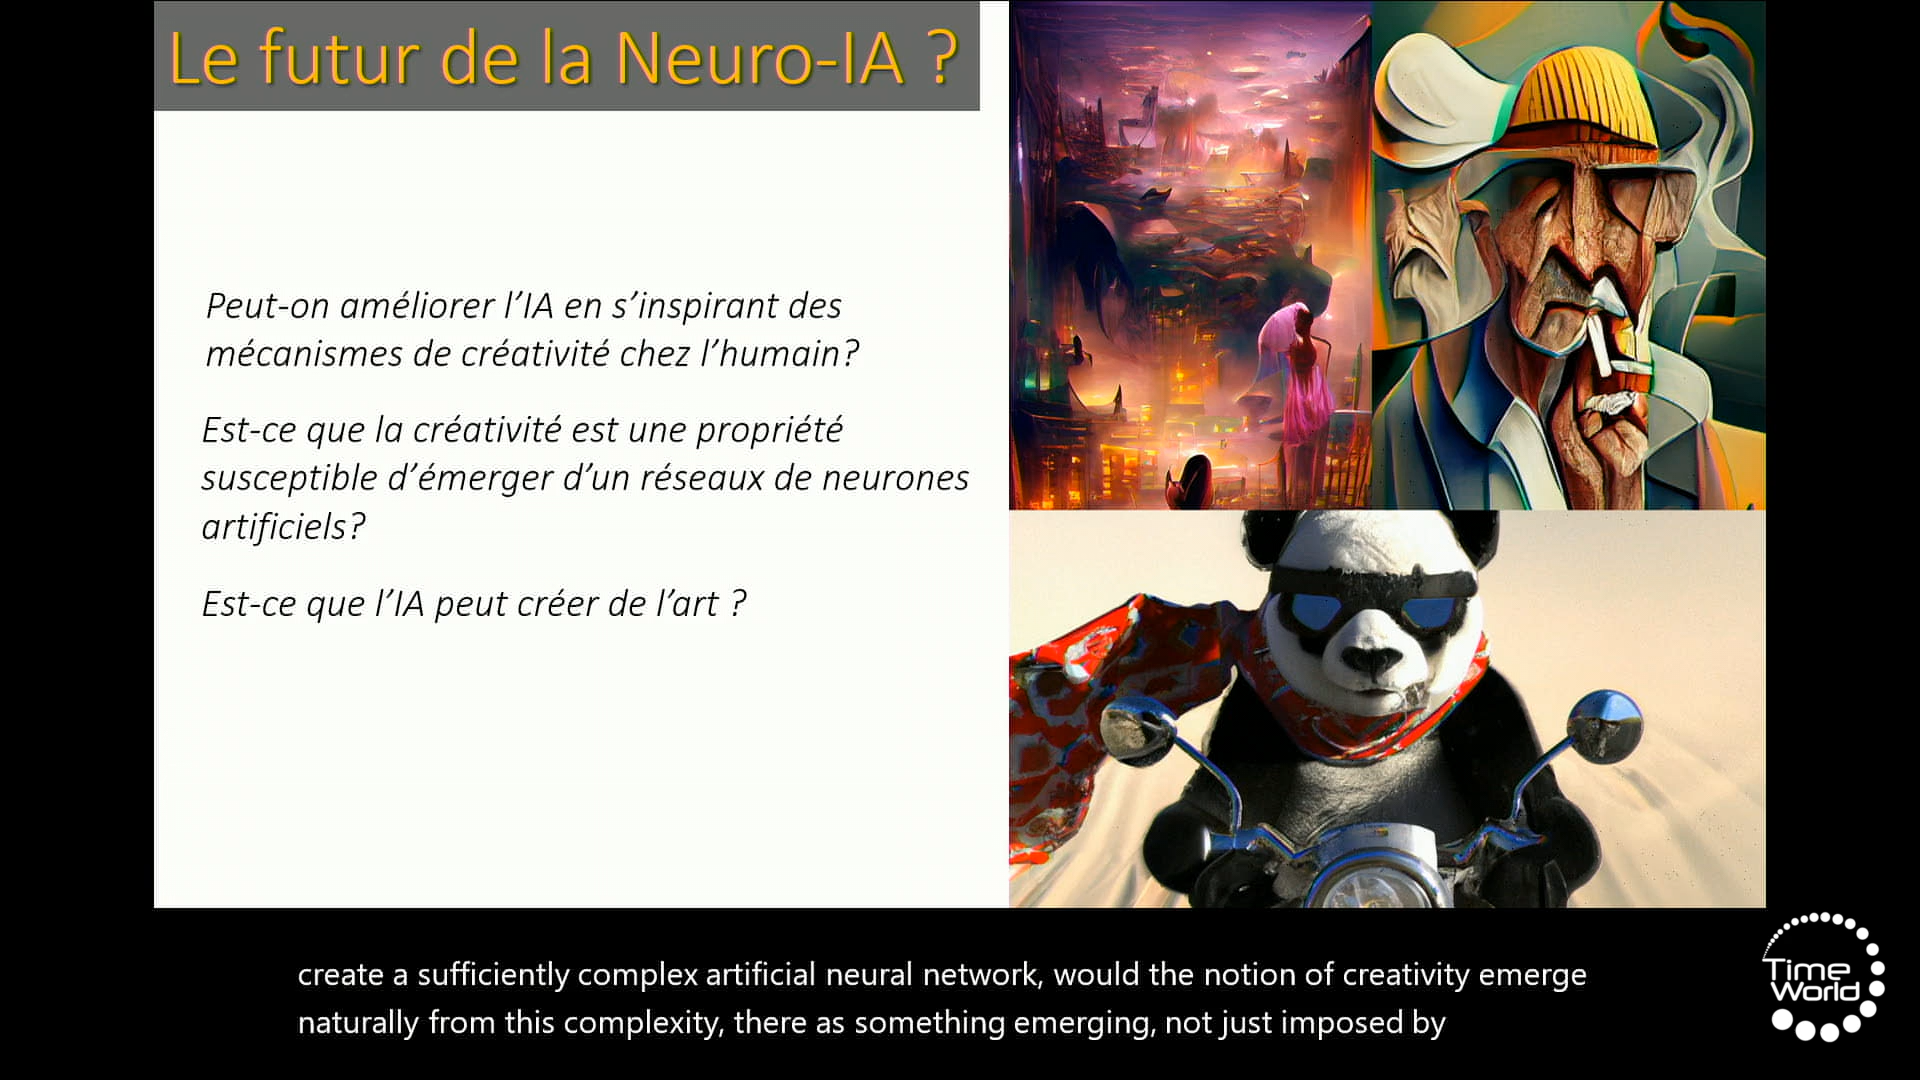 Le futur de la Neuro-IA ?
Peut-on améliorer l’IA en s’inspirant des
mécanismes de créativité chez l’humain?
Est-ce que la créativité est une propriété
susceptible d’émerger d’un réseaux de neurones
artificiels?
Est-ce que l’IA peut créer de l’art ?
create a sufficiently complex artificial neural network, would the notion of creativity emerge
naturally from this complexity, there as something emerging, not just imposed by
Time
World